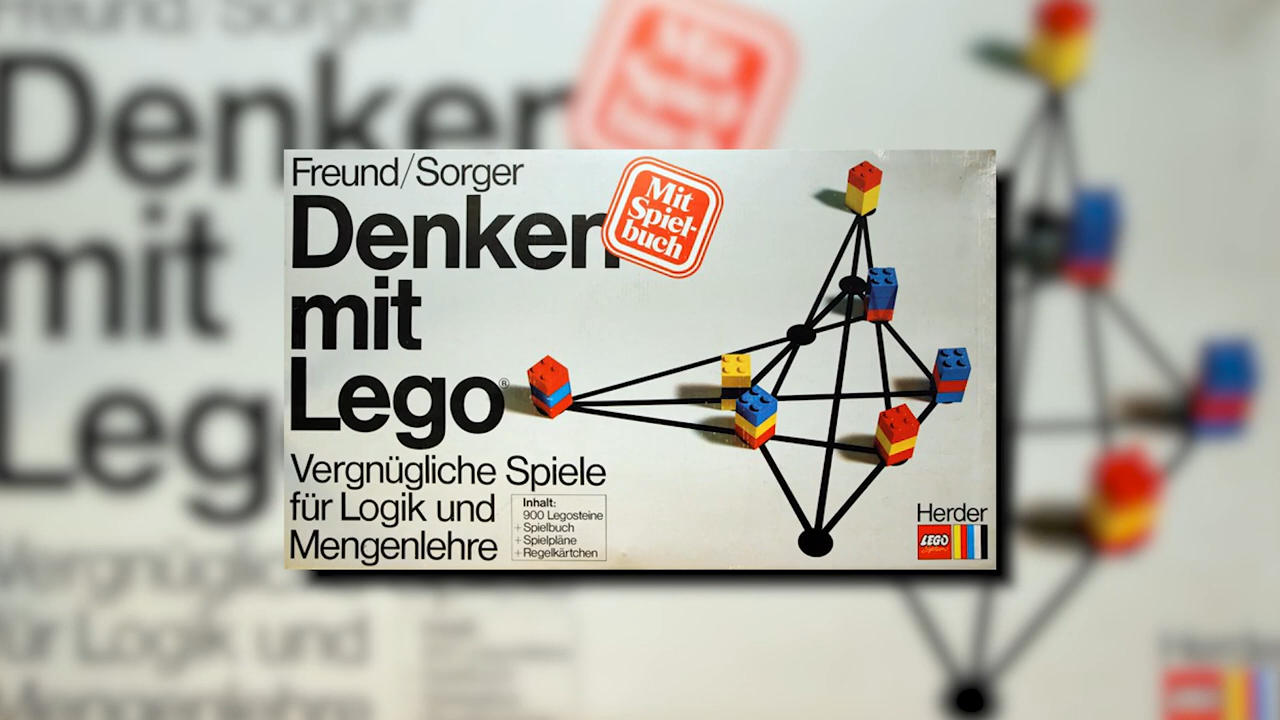 Freund/Sorger
Denken
mit
Lego®
Mit
Spiel-
buch
Vergnügliche Spiele
für Logik und
Mengenlehre
Inhalt:
900 Legosteine
+ Spielbuch
+ Spielpläne
+ Regelkärtchen
Herder
LEGO
System